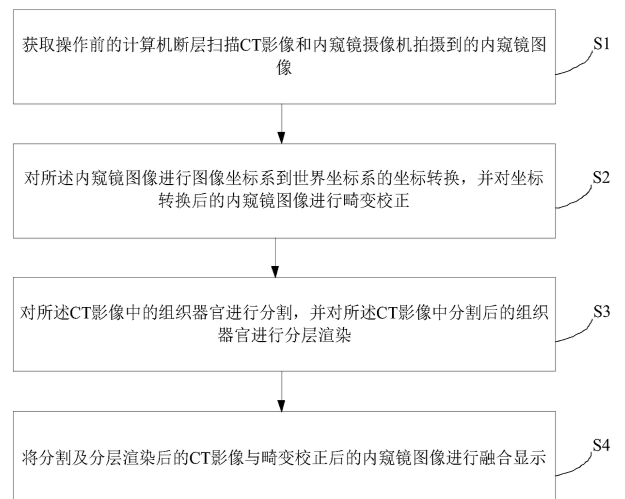 获取操作前的计算机断层扫描CT影像和内窥镜摄像机拍摄到的内窥镜图
像
S1
对所述内窥镜图像进行图像坐标系到世界坐标系的坐标转换，并对坐标
转换后的内窥镜图像进行畸变校正
S2
对所述CT影像中的组织器官进行分割，并对所述CT影像中分割后的组织
器官进行分层渲染
S3
将分割及分层渲染后的CT影像与畸变校正后的内窥镜图像进行融合显示
S4